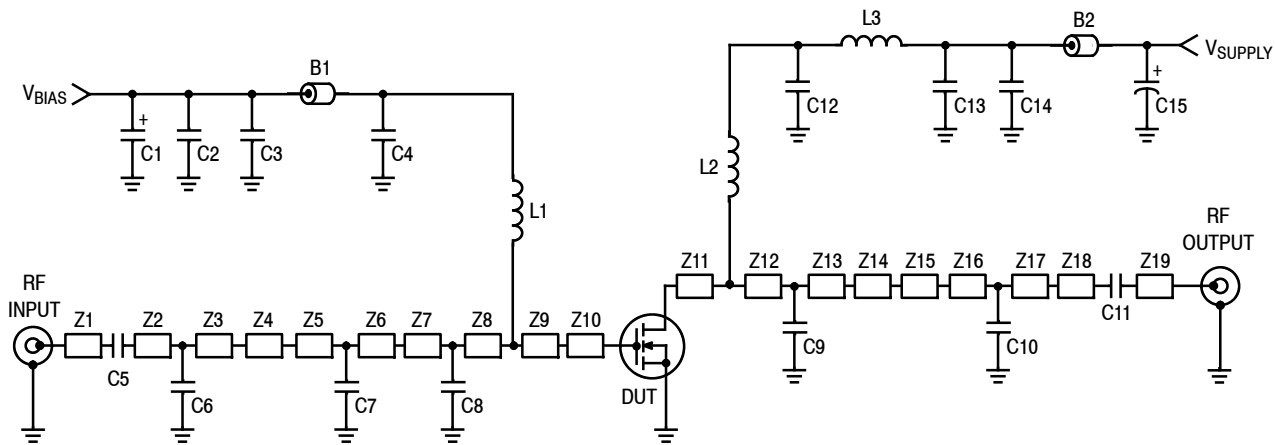 L3
B2
VSUPPLY
B1
VBIAS
+
+
C12
C13
C14
C15
C1
C2
C3
C4
L2
L1
RF
OUTPUT
Z11
Z12
Z13
Z14
Z15
Z16
Z17
Z18
Z19
C11
RF
INPUT
Z1
Z2
Z3
Z4
Z5
Z6
Z7
Z8
Z9
Z10
C5
C9
C10
C6
C7
C8
DUT